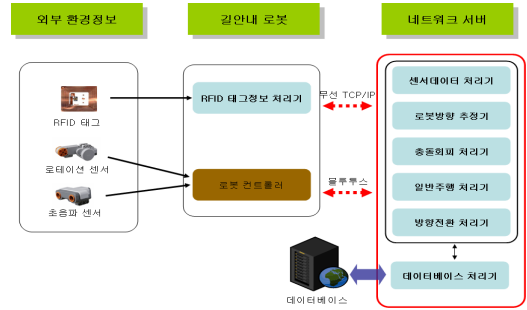 외부 환경정보
길안내 로봇
네트워크 서버
RFID 태그
로테이션 센서
초음파 센서
RFID 태그정보 처리기
로봇 컨트롤러
무선 TCP/IP
블루투스
센서데이터 처리기
로봇방향 추정기
충돌회피 처리기
일반주행 처리기
방향전환 처리기
데이터베이스 처리기
데이터베이스